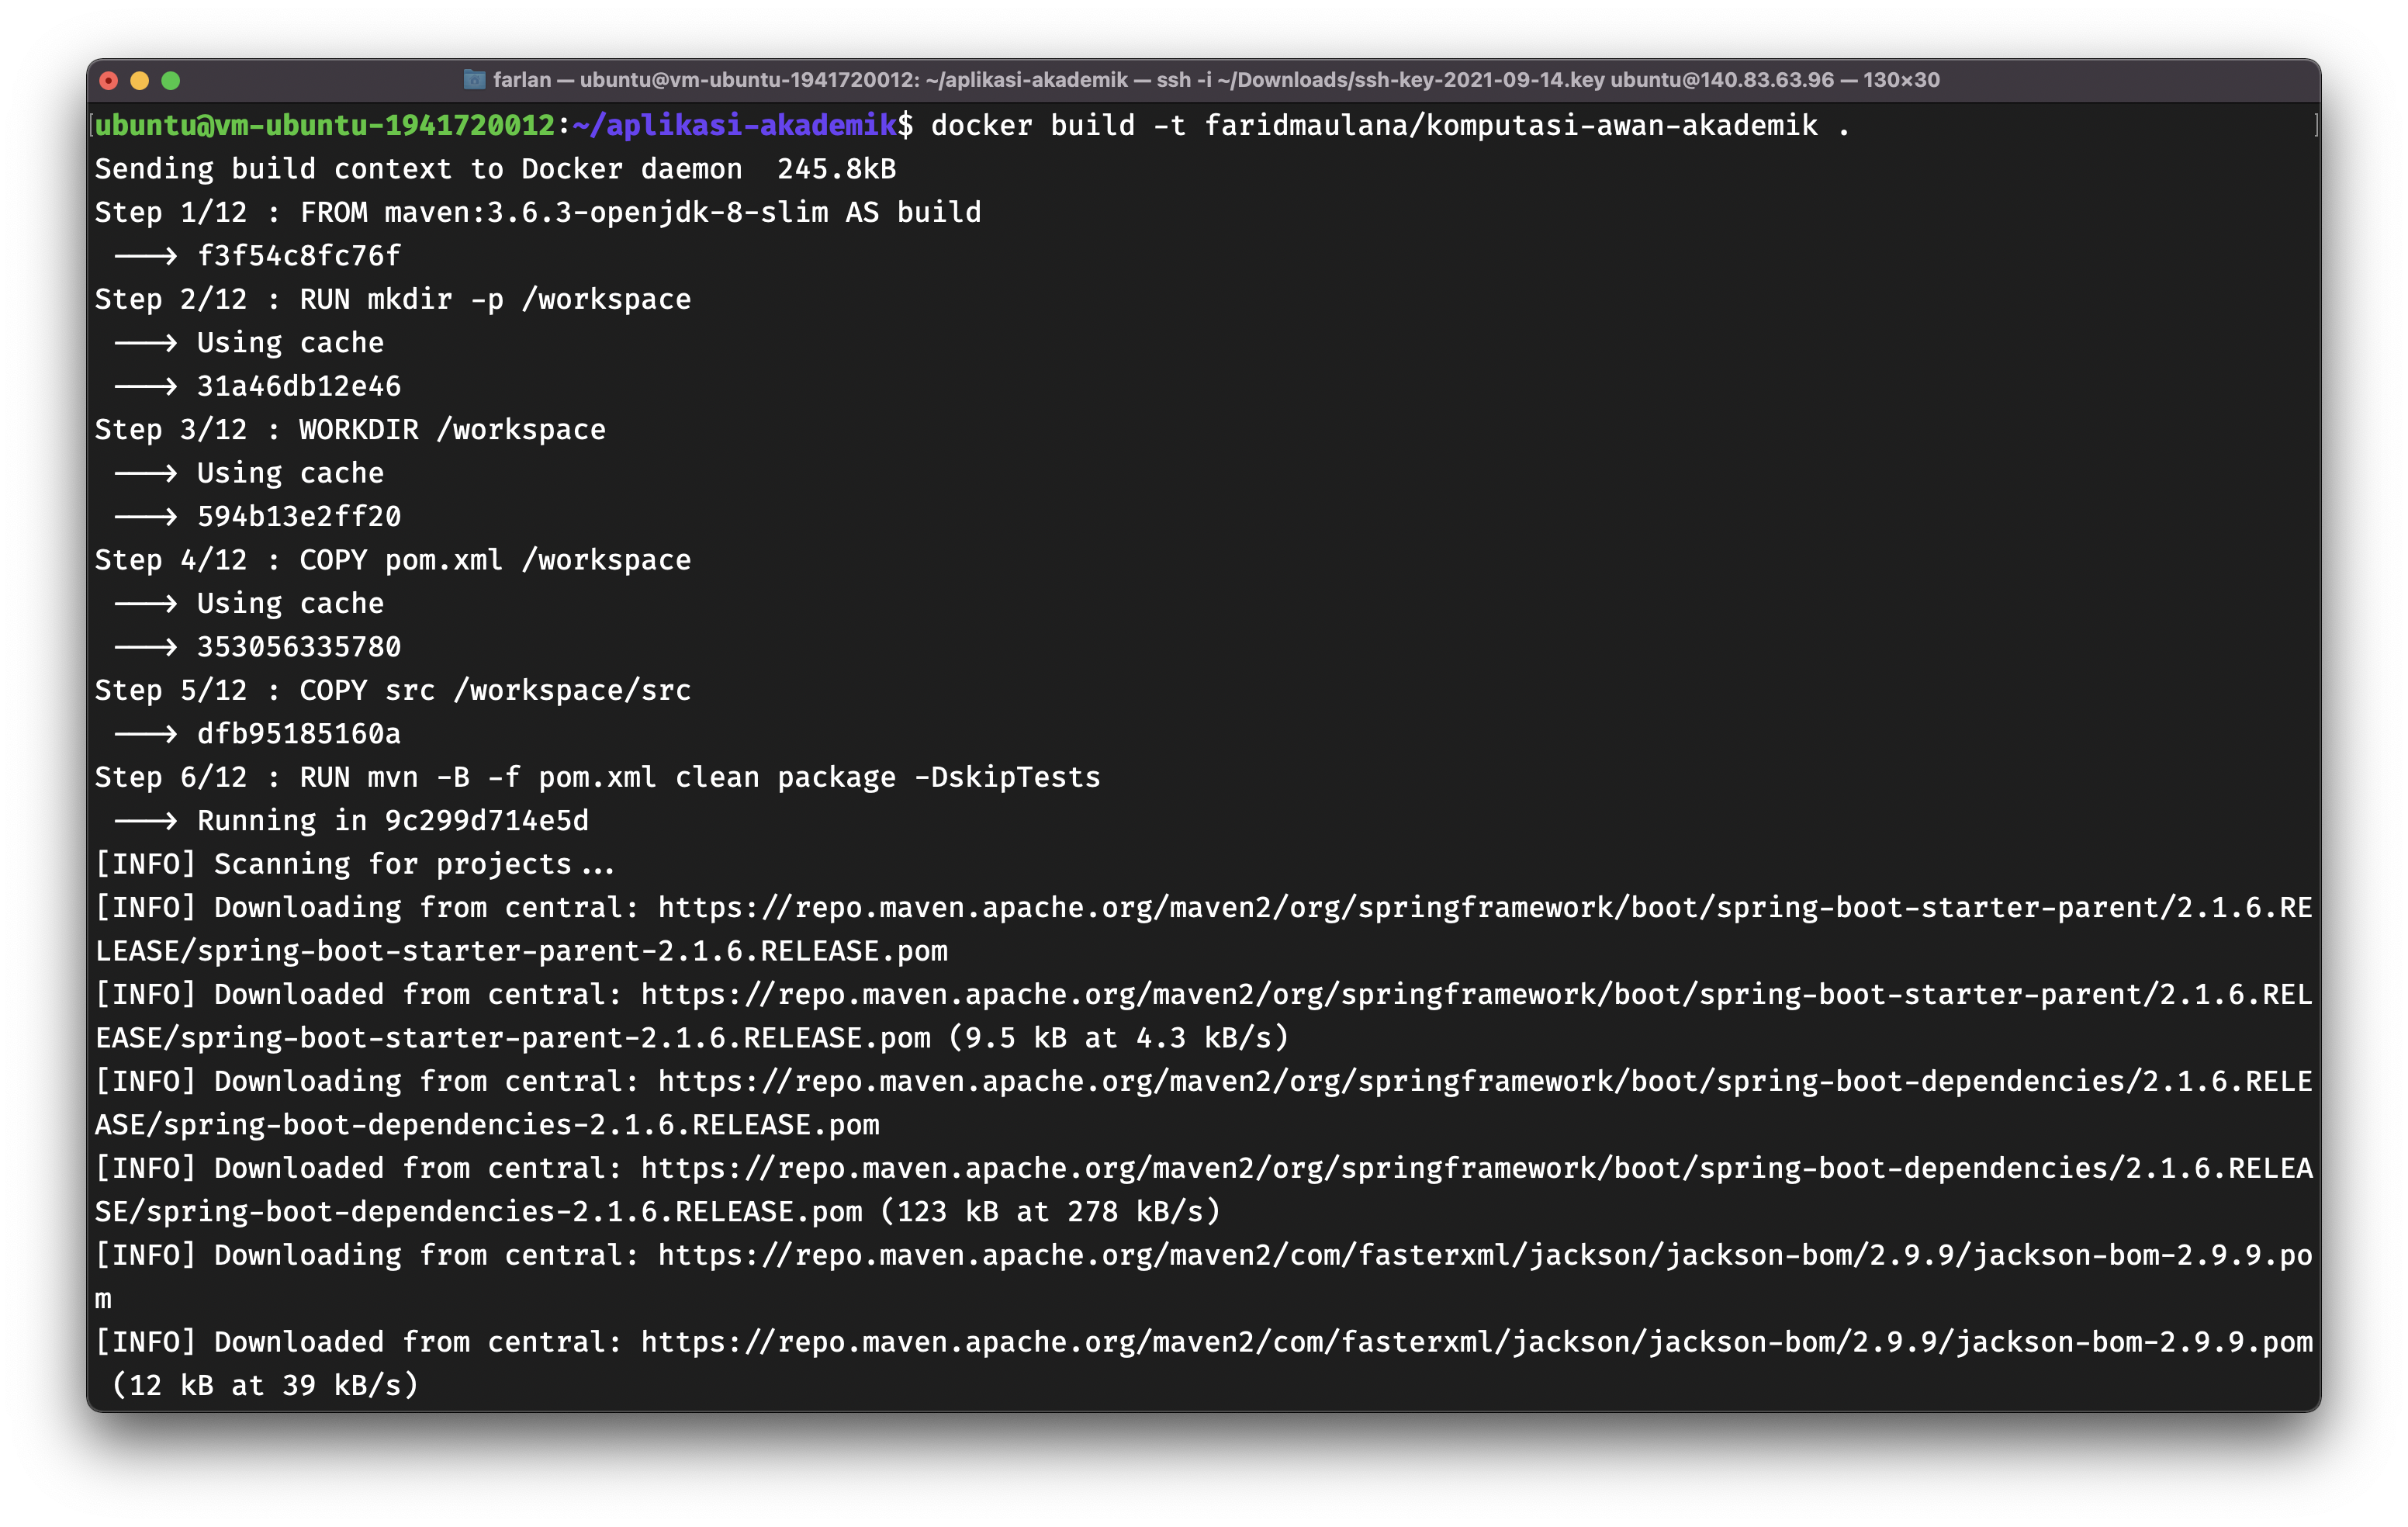 farlan — ubuntu@vm-ubuntu-1941720012: ~/aplikasi-akademik — ssh -i ~/Downloads/ssh-key-2021-09-14.key ubuntu@140.83.63.96 — 130×30
[ubuntu@vm-ubuntu-1941720012:~/aplikasi-akademik$ docker build -t faridmaulana/komputasi-awan-akademik . ]
Sending build context to Docker daemon  245.8kB
Step 1/12 : FROM maven:3.6.3-openjdk-8-slim AS build
 ---> f3f54c8fc76f
Step 2/12 : RUN mkdir -p /workspace
 ---> Using cache
 ---> 31a46db12e46
Step 3/12 : WORKDIR /workspace
 ---> Using cache
 ---> 594b13e2ff20
Step 4/12 : COPY pom.xml /workspace
 ---> Using cache
 ---> 353056335780
Step 5/12 : COPY src /workspace/src
 ---> dfb95185160a
Step 6/12 : RUN mvn -B -f pom.xml clean package -DskipTests
 ---> Running in 9c299d714e5d
[INFO] Scanning for projects...
[INFO] Downloading from central: https://repo.maven.apache.org/maven2/org/springframework/boot/spring-boot-starter-parent/2.1.6.RE
LEASE/spring-boot-starter-parent-2.1.6.RELEASE.pom
[INFO] Downloaded from central: https://repo.maven.apache.org/maven2/org/springframework/boot/spring-boot-starter-parent/2.1.6.REL
EASE/spring-boot-starter-parent-2.1.6.RELEASE.pom (9.5 kB at 4.3 kB/s)
[INFO] Downloading from central: https://repo.maven.apache.org/maven2/org/springframework/boot/spring-boot-dependencies/2.1.6.RELE
ASE/spring-boot-dependencies-2.1.6.RELEASE.pom
[INFO] Downloaded from central: https://repo.maven.apache.org/maven2/org/springframework/boot/spring-boot-dependencies/2.1.6.RELEA
SE/spring-boot-dependencies-2.1.6.RELEASE.pom (123 kB at 278 kB/s)
[INFO] Downloading from central: https://repo.maven.apache.org/maven2/com/fasterxml/jackson/jackson-bom/2.9.9/jackson-bom-2.9.9.po
m
[INFO] Downloaded from central: https://repo.maven.apache.org/maven2/com/fasterxml/jackson/jackson-bom/2.9.9/jackson-bom-2.9.9.pom
 (12 kB at 39 kB/s)